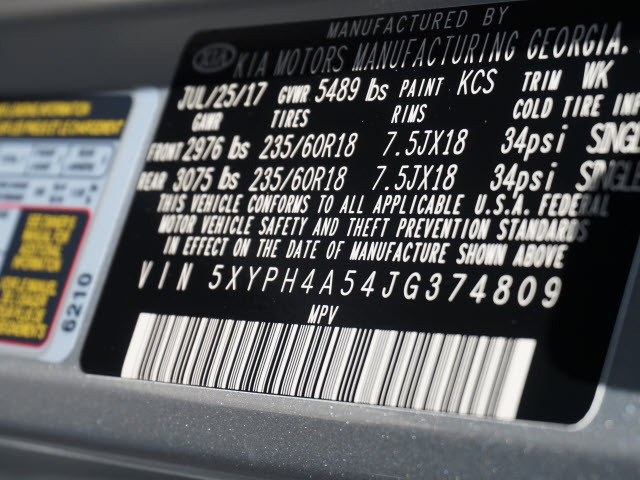 MANUFACTURED BY
KIA KIA MOTORS MANUFACTURING GEORGIA.
JUL/25/17 GVWR 5489 lbs PAINT KCS TRIM WK
GAWR TIRES RIMS COLD TIRE
FRONT 2976 lbs 235/60R18 7.5JX18 34psi SINGLE
REAR 3075 lbs 235/60R18 7.5JX18 34psi SINGLE
THIS VEHICLE CONFORMS TO ALL APPLICABLE U.S.A. FEDERAL
MOTOR VEHICLE SAFETY AND THEFT PREVENTION STANDARDS
IN EFFECT ON THE DATE OF MANUFACTURE SHOWN ABOVE
VIN 5XYPH4A54JG374809
MPV
6210